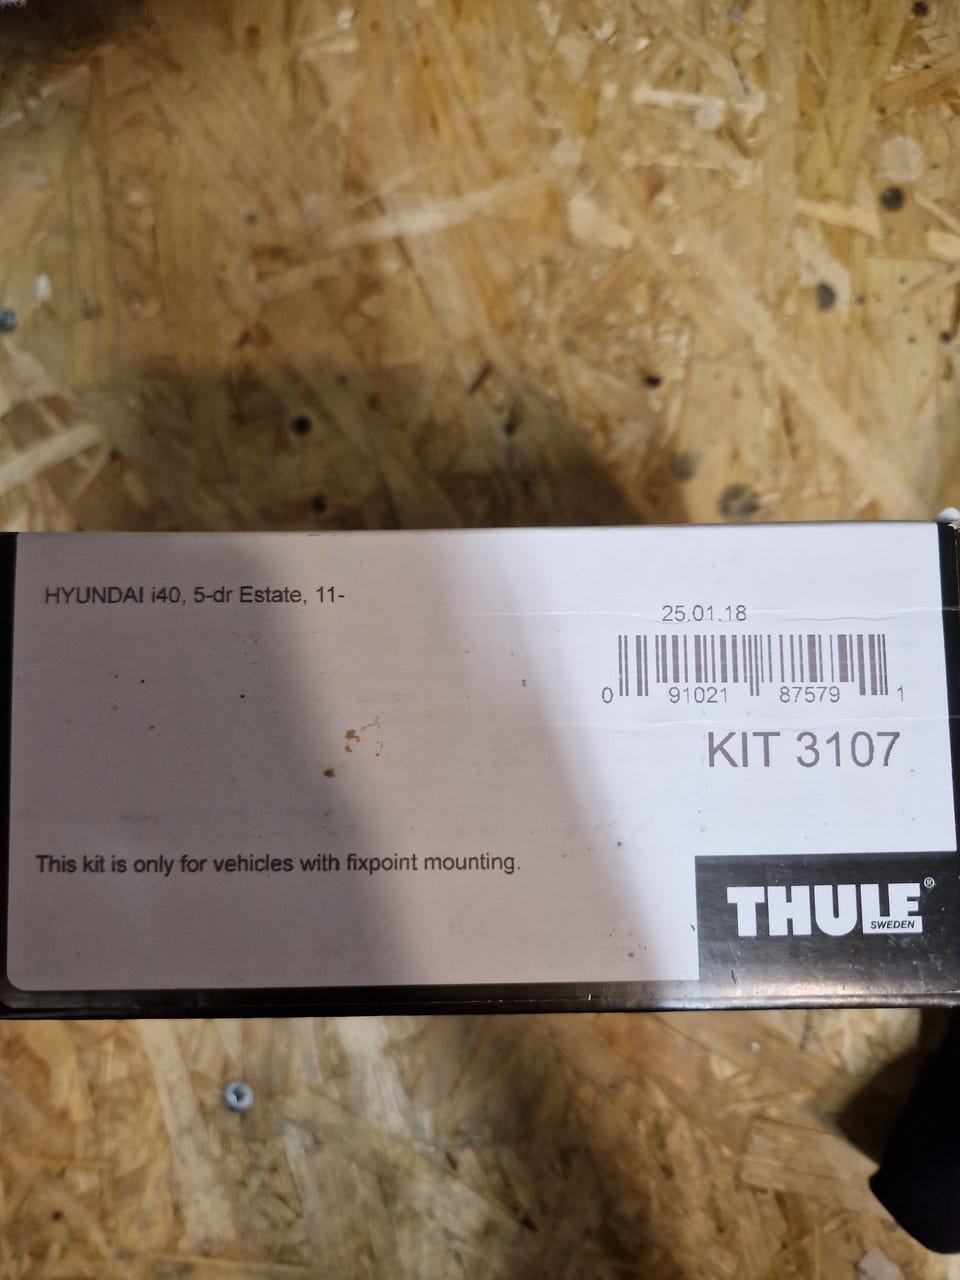 HYUNDAI i40, 5-dr Estate, 11-
25.01.18
0 91021 87579 1
KIT 3107
This kit is only for vehicles with fixpoint mounting.
THULE®
SWEDEN